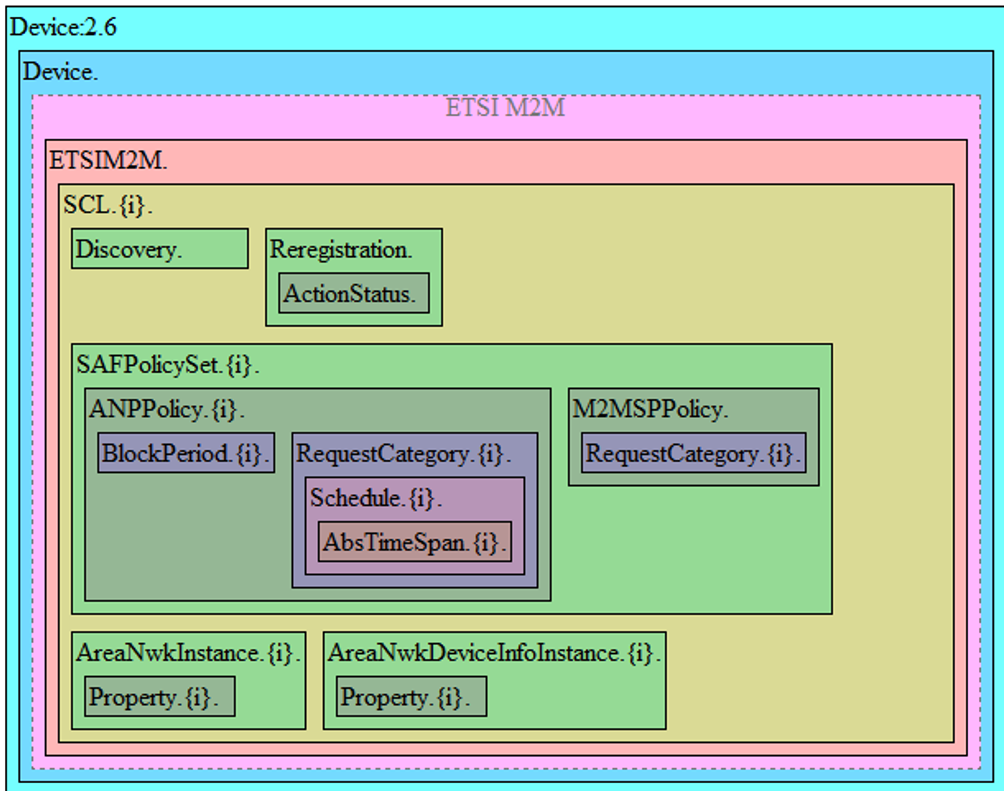 Device:2.6
Device.
ETSI M2M
ETSIM2M.
SCL.{i}.
Discovery.
Reregistration.
ActionStatus.
SAFPolicySet.{i}.
ANPPolicy.{i}.
BlockPeriod.{i}.
RequestCategory.{i}.
Schedule.{i}.
AbsTimeSpan.{i}.
M2MSPPolicy.
RequestCategory.{i}.
AreaNwkInstance.{i}.
Property.{i}.
AreaNwkDeviceInfoInstance.{i}.
Property.{i}.